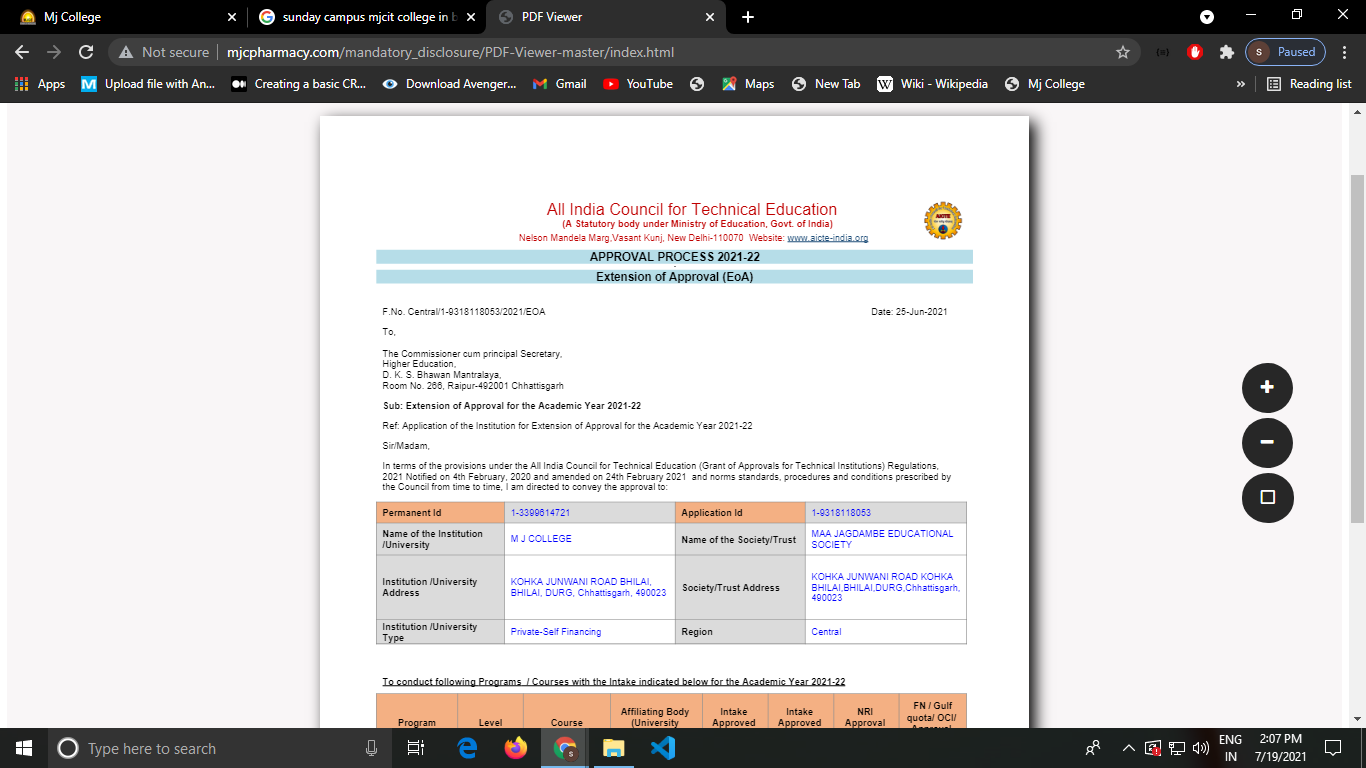 Mj College
sunday campus mjcit college in b
PDF Viewer
Not secure
mjcpharmacy.com/mandatory_disclosure/PDF-Viewer-master/index.html
S Paused
Apps
Upload file with An...
Creating a basic CR...
Download Avenger...
Gmail
YouTube
Maps
New Tab
Wiki - Wikipedia
Mj College
»
Reading list
All India Council for Technical Education
(A Statutory body under Ministry of Education, Govt. of India)
Nelson Mandela Marg,Vasant Kunj, New Delhi-110070 Website: www.aicte-india.org
AICTE
APPROVAL PROCESS 2021-22
Extension of Approval (EoA)
F.No. Central/1-9318118053/2021/EOA
Date: 25-Jun-2021
To,
The Commissioner cum principal Secretary,
Higher Education,
D. K. S. Bhawan Mantralaya,
Room No. 266, Raipur-492001 Chhattisgarh
Sub: Extension of Approval for the Academic Year 2021-22
Ref: Application of the Institution for Extension of Approval for the Academic Year 2021-22
Sir/Madam,
In terms of the provisions under the All India Council for Technical Education (Grant of Approvals for Technical Institutions) Regulations,
2021 Notified on 4th February, 2020 and amended on 24th February 2021 and norms standards, procedures and conditions prescribed by
the Council from time to time, I am directed to convey the approval to:
Permanent Id
1-3399614721
Application Id
1-9318118053
Name of the Institution
/University
M J COLLEGE
Name of the Society/Trust
MAA JAGDAMBE EDUCATIONAL
SOCIETY
Institution /University
Address
KOHKA JUNWANI ROAD BHILAI,
BHILAI, DURG, Chhattisgarh, 490023
Society/Trust Address
KOHKA JUNWANI ROAD KOHKA
BHILAI,BHILAI,DURG,Chhattisgarh,
490023
Institution /University
Type
Private-Self Financing
Region
Central
To conduct following Programs / Courses with the Intake indicated below for the Academic Year 2021-22
Program
Level
Course
Affiliating Body
(University
Intake
Approved
Intake
Approved
NRI
Approval
FN / Gulf
quota/ OCI/
Approval
Type here to search
S
ENG
IN
2:07 PM
7/19/2021